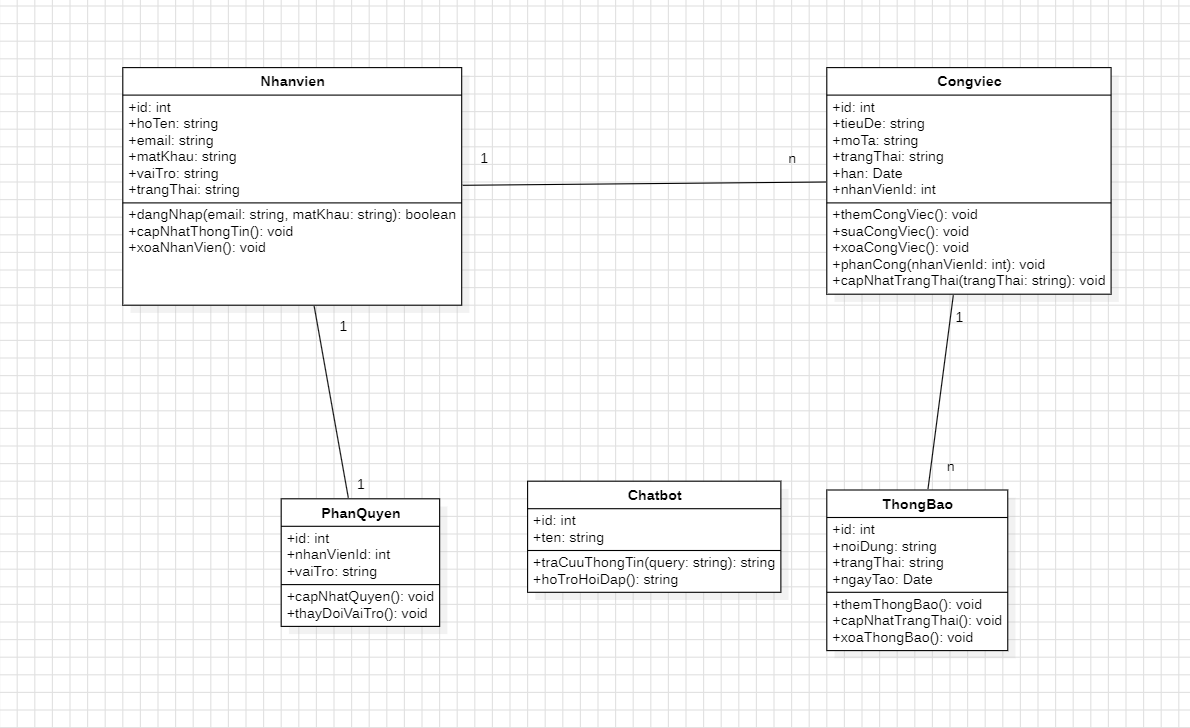 Nhanvien
+id: int
+hoTen: string
+email: string
+matKhau: string
+vaiTro: string
+trangThai: string
+dangNhap(email: string, matKhau: string): boolean
+capNhatThongTin(): void
+xoaNhanVien(): void
1
n
Congviec
+id: int
+tieuDe: string
+moTa: string
+trangThai: string
+han: Date
+nhanVienId: int
+themCongViec(): void
+suaCongViec(): void
+xoaCongViec(): void
+phanCong(nhanVienId: int): void
+capNhatTrangThai(trangThai: string): void
1
1
1
n
PhanQuyen
+id: int
+nhanVienId: int
+vaiTro: string
+capNhatQuyen(): void
+thayDoiVaiTro(): void
Chatbot
+id: int
+ten: string
+traCuuThongTin(query: string): string
+hoTroHoiDap(): string
ThongBao
+id: int
+noiDung: string
+trangThai: string
+ngayTao: Date
+themThongBao(): void
+capNhatTrangThai(): void
+xoaThongBao(): void